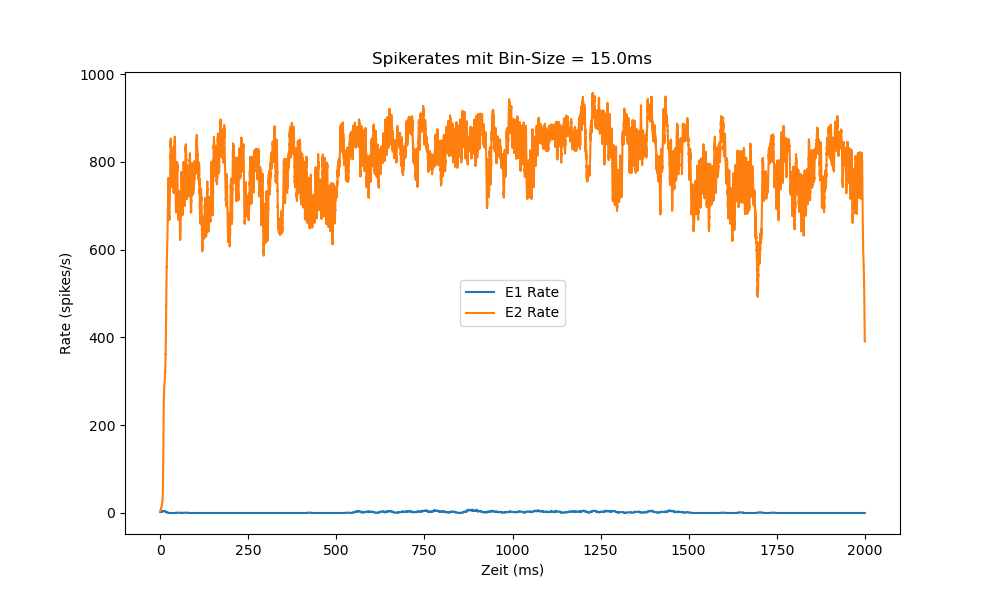 Spikerates mit Bin-Size = 15.0ms
1000
800
600
400
200
0
Rate (spikes/s)
E1 Rate
E2 Rate
0 250 500 750 1000 1250 1500 1750 2000
Zeit (ms)